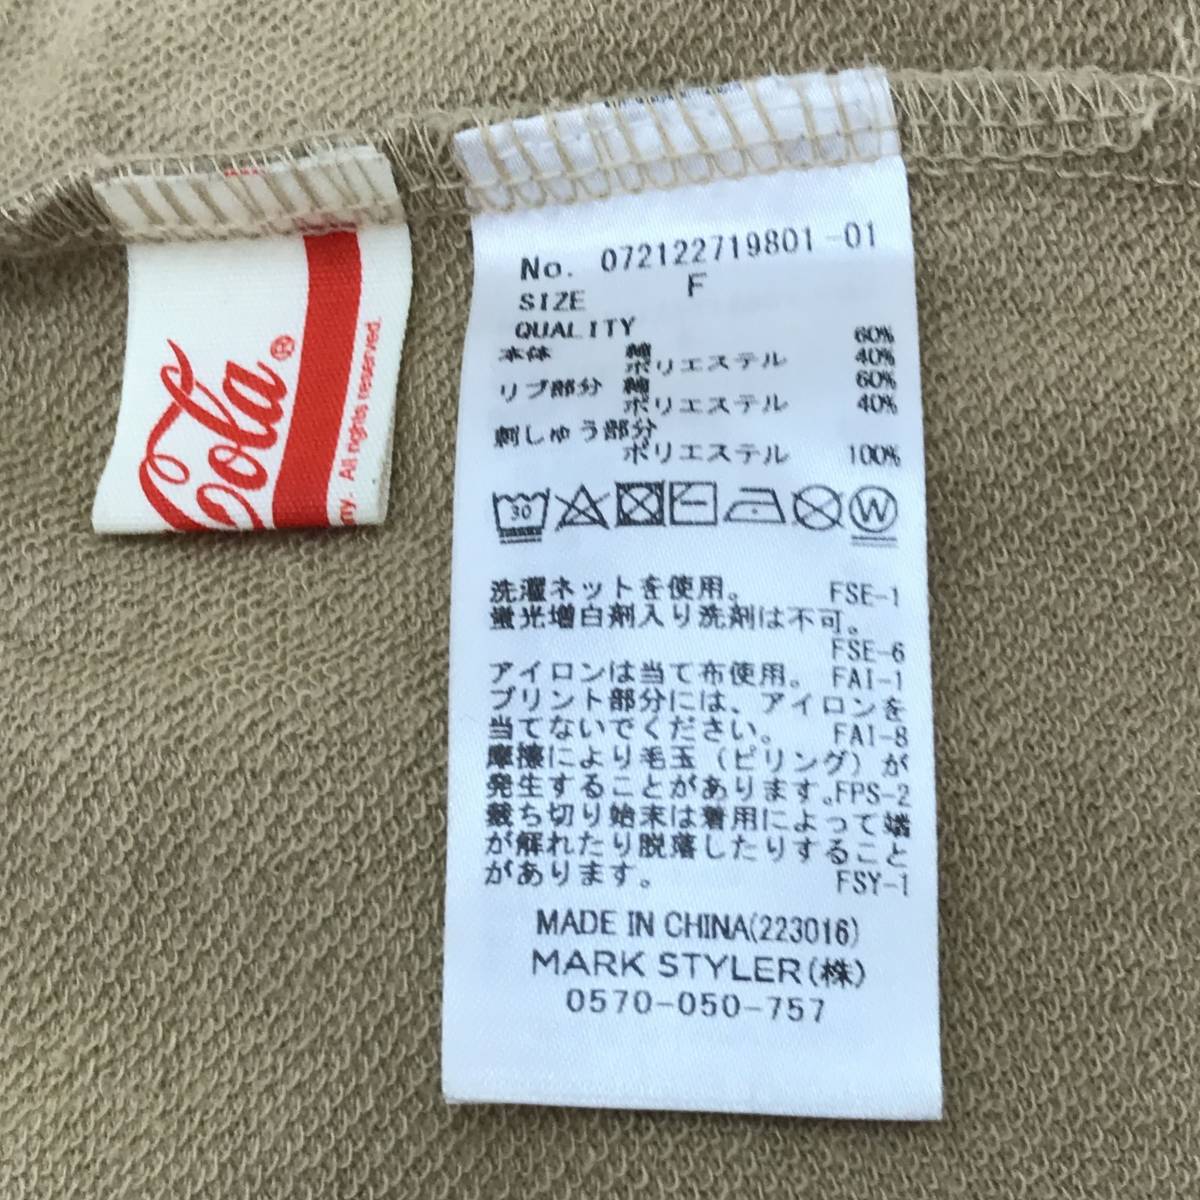 Cola®
my. All rights reserved.
No. 072122719801-01
SIZE F
QUALITY
本体 綿 60%
ポリエステル 40%
リブ部分 綿 60%
ポリエステル 40%
刺しゅう部分
ポリエステル 100%
30
W
洗濯ネットを使用。 FSE-1
蛍光増白剤入り洗剤は不可。
FSE-6
アイロンは当て布使用。 FAI-1
プリント部分には、アイロンを
当てないでください。 FAI-8
摩擦により毛玉(ピリング)が
発生することがあります。FPS-2
裁ち切り始末は着用によって端
が解れたり脱落したりすること
があります。 FSY-1
MADE IN CHINA(223016)
MARK STYLER(株)
0570-050-757